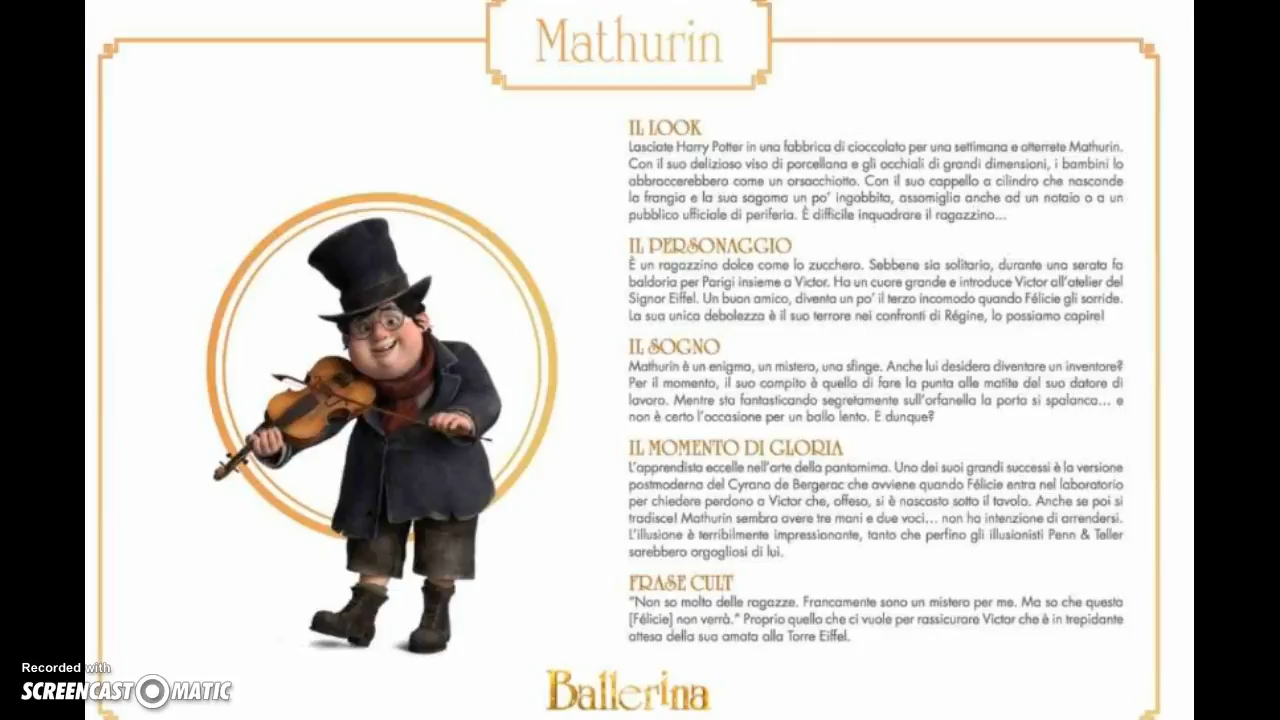 Mathurin
IL LOOK
Lasciate Harry Potter in una fabbrica di cioccolato per una settimana e otterrete Mathurin.
Con il suo delizioso viso di porcellana e gli occhiali di grandi dimensioni, i bambini lo
abbraccerebbero come un orsacchiotto. Con il suo cappello a cilindro che nasconde
la frangia e la sua sagoma un po' ingobbita, assomiglia anche ad un notaio o a un
pubblico ufficiale di periferia. È difficile inquadrare il ragazzino...
IL PERSONAGGIO
È un ragazzino dolce come lo zucchero. Sebbene sia solitario, durante una serata fa
baldoria per Parigi insieme a Victor. Ha un cuore grande e introduce Victor all'atelier del
Signor Eiffel. Un buon amico, diventa un po' il terzo incomodo quando Félicie gli sorride.
La sua unica debolezza è il suo terrore nei confronti di Régine, lo possiamo capire!
IL SOGNO
Mathurin è un enigma, un mistero, una sfinge. Anche lui desidera diventare un inventore?
Per il momento, il suo compito è quello di fare la punta alle matite del suo datore di
lavoro. Mentre sta fantasticando segretamente sull'orfanella la porta si spalanca... e
non è certo l'occasione per un ballo lento. E dunque?
IL MOMENTO DI GLORIA
L'apprendista eccelle nell'arte della pantomima. Uno dei suoi grandi successi è la versione
postmoderna del Cyrano de Bergerac che avviene quando Félicie entra nel laboratorio
per chiedere perdono a Victor che, offeso, si è nascosto sotto il tavolo. Anche se poi si
tradisce! Mathurin sembra avere tre mani e due voci... non ha intenzione di arrendersi.
L'illusione è terribilmente impressionante, tanto che perfino gli illusionisti Penn & Teller
sarebbero orgogliosi di lui.
FRASE CULT
"Non so molto delle ragazze. Francamente sono un mistero per me. Ma so che questa
[Félicie] non verrà." Proprio quello che ci vuole per rassicurare Victor che è in trepidante
attesa della sua amata alla Torre Eiffel.
Ballerina
Recorded with
SCREENCAST O MATIC